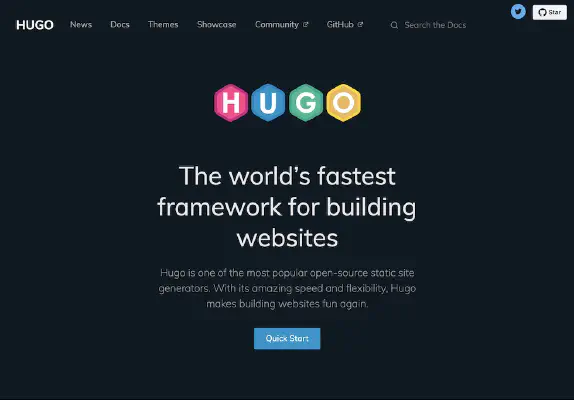 HUGO News Docs Themes Showcase Community GitHub Search the Docs Star
HUGO
The world's fastest
framework for building
websites
Hugo is one of the most popular open-source static site
generators. With its amazing speed and flexibility, Hugo
makes building websites fun again.
Quick Start